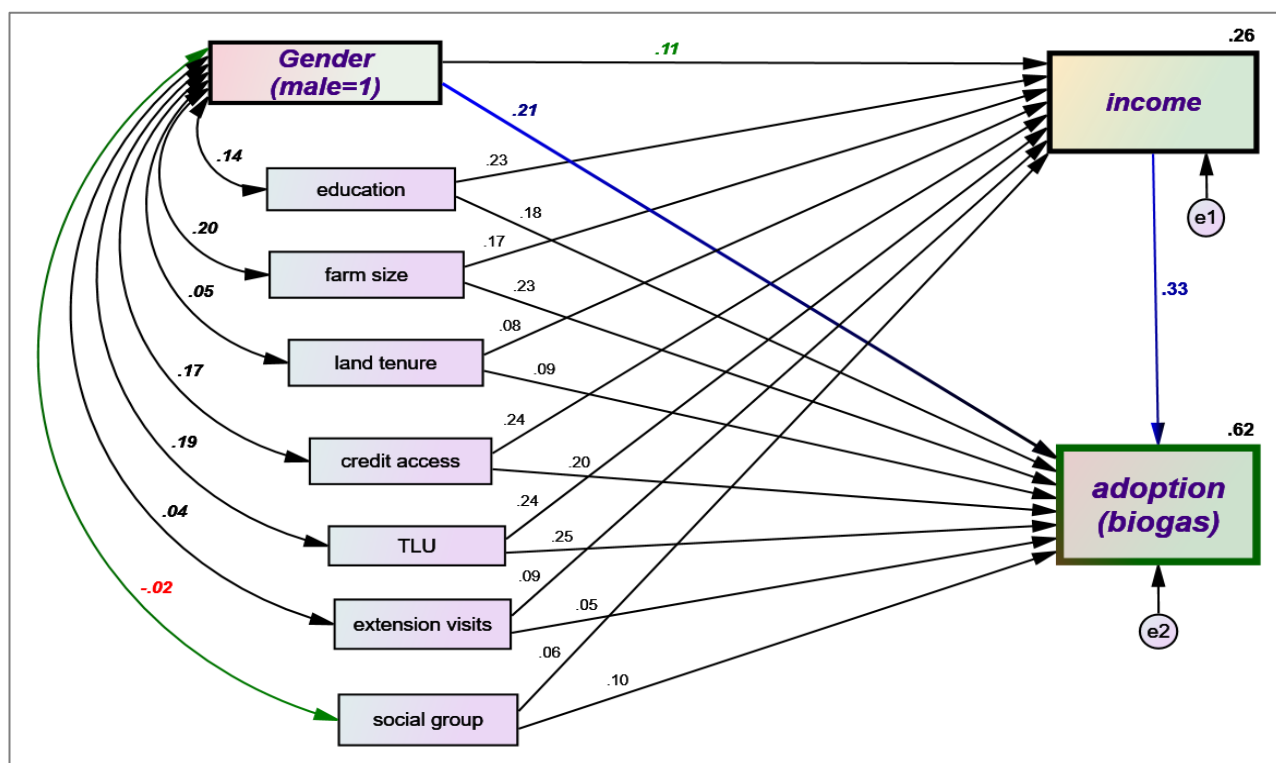 .26
Gender
(male=1)
.11
income
.21
.14
education
.23
.18
e1
.20
farm size
.17
.23
.05
.33
land tenure
.08
.09
.17
credit access
.24
.20
.62
adoption
(biogas)
.19
TLU
.24
.25
.04
extension visits
.09
.05
-.02
e2
.06
.10
social group